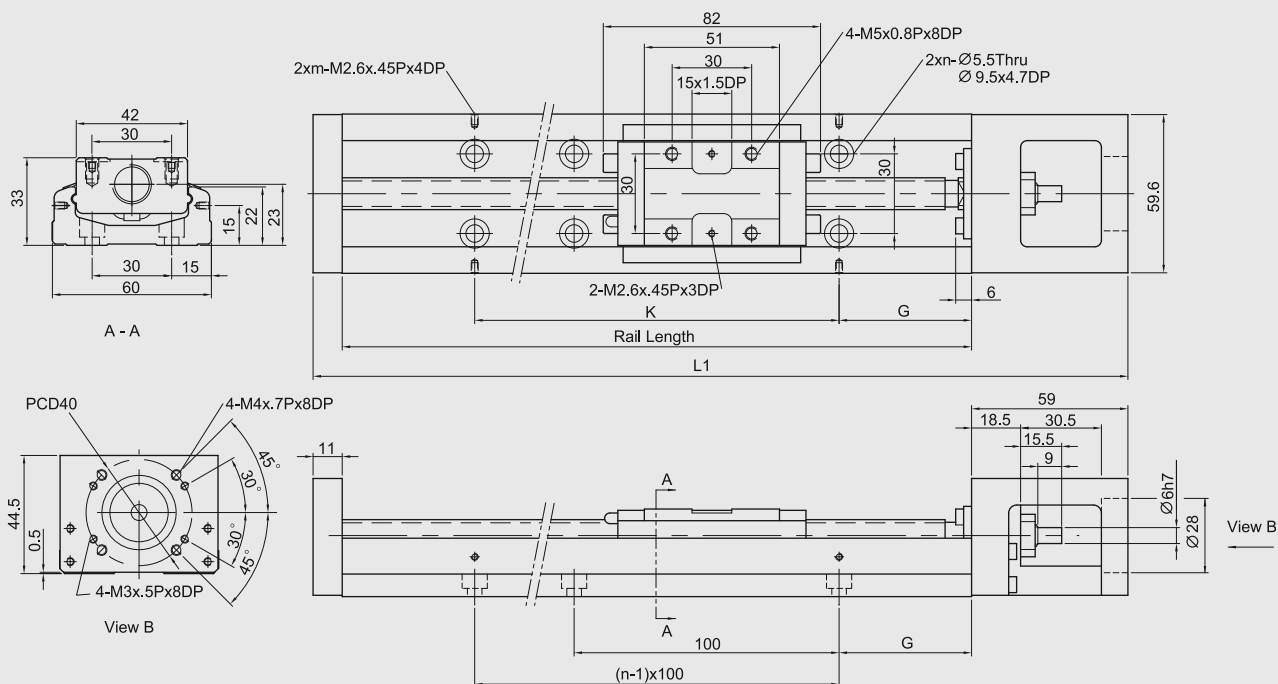 82
51
30
15x1.5DP
4-M5x0.8Px8DP
2xm-M2.6x.45Px4DP
2xn-Ø5.5Thru
Ø9.5x4.7DP
42
30
33
15
22
23
30
15
60
A - A
30
30
59.6
2-M2.6x.45Px3DP
6
K
G
Rail Length
L1
PCD40
4-M4x.7Px8DP
45°
30°
30°
45°
44.5
0.5
4-M3x.5Px8DP
View B
11
A
A
59
18.5
30.5
15.5
9
Ø6h7
Ø28
View B
100
G
(n-1)x100